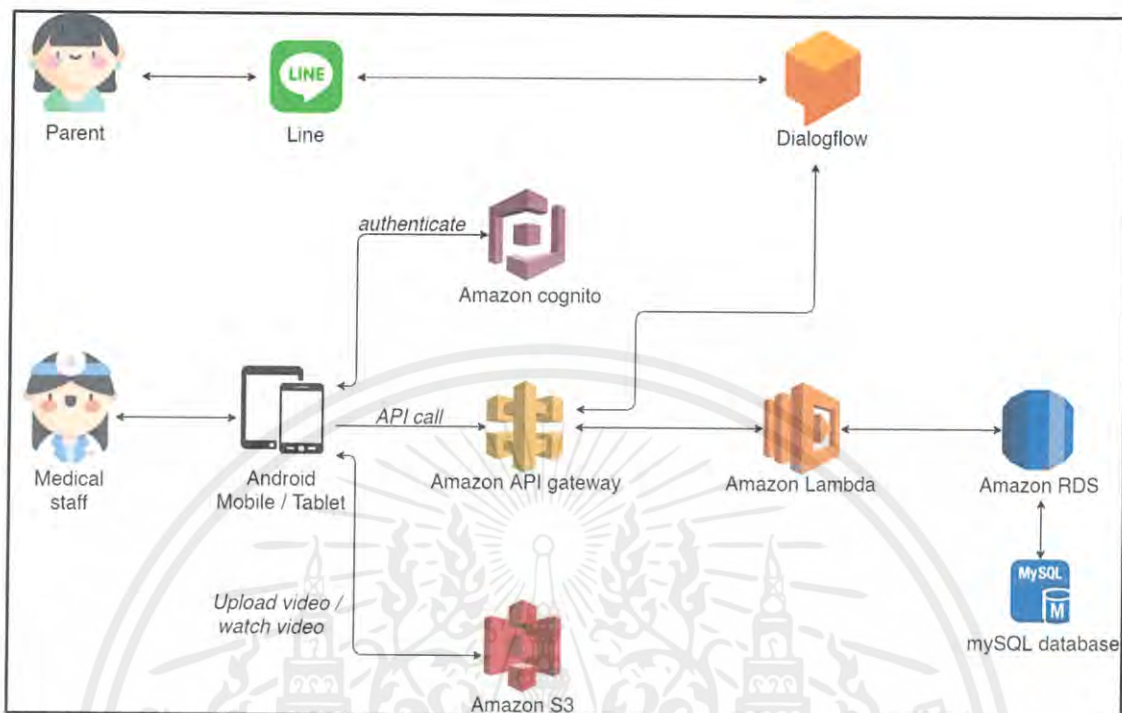 LINE
Parent
Line
Dialogflow
authenticate
Amazon cognito
API call
Medical
staff
Android
Mobile / Tablet
Amazon API gateway
Amazon Lambda
Amazon RDS
Upload video /
watch video
MySQL
M
mySQL database
Amazon S3